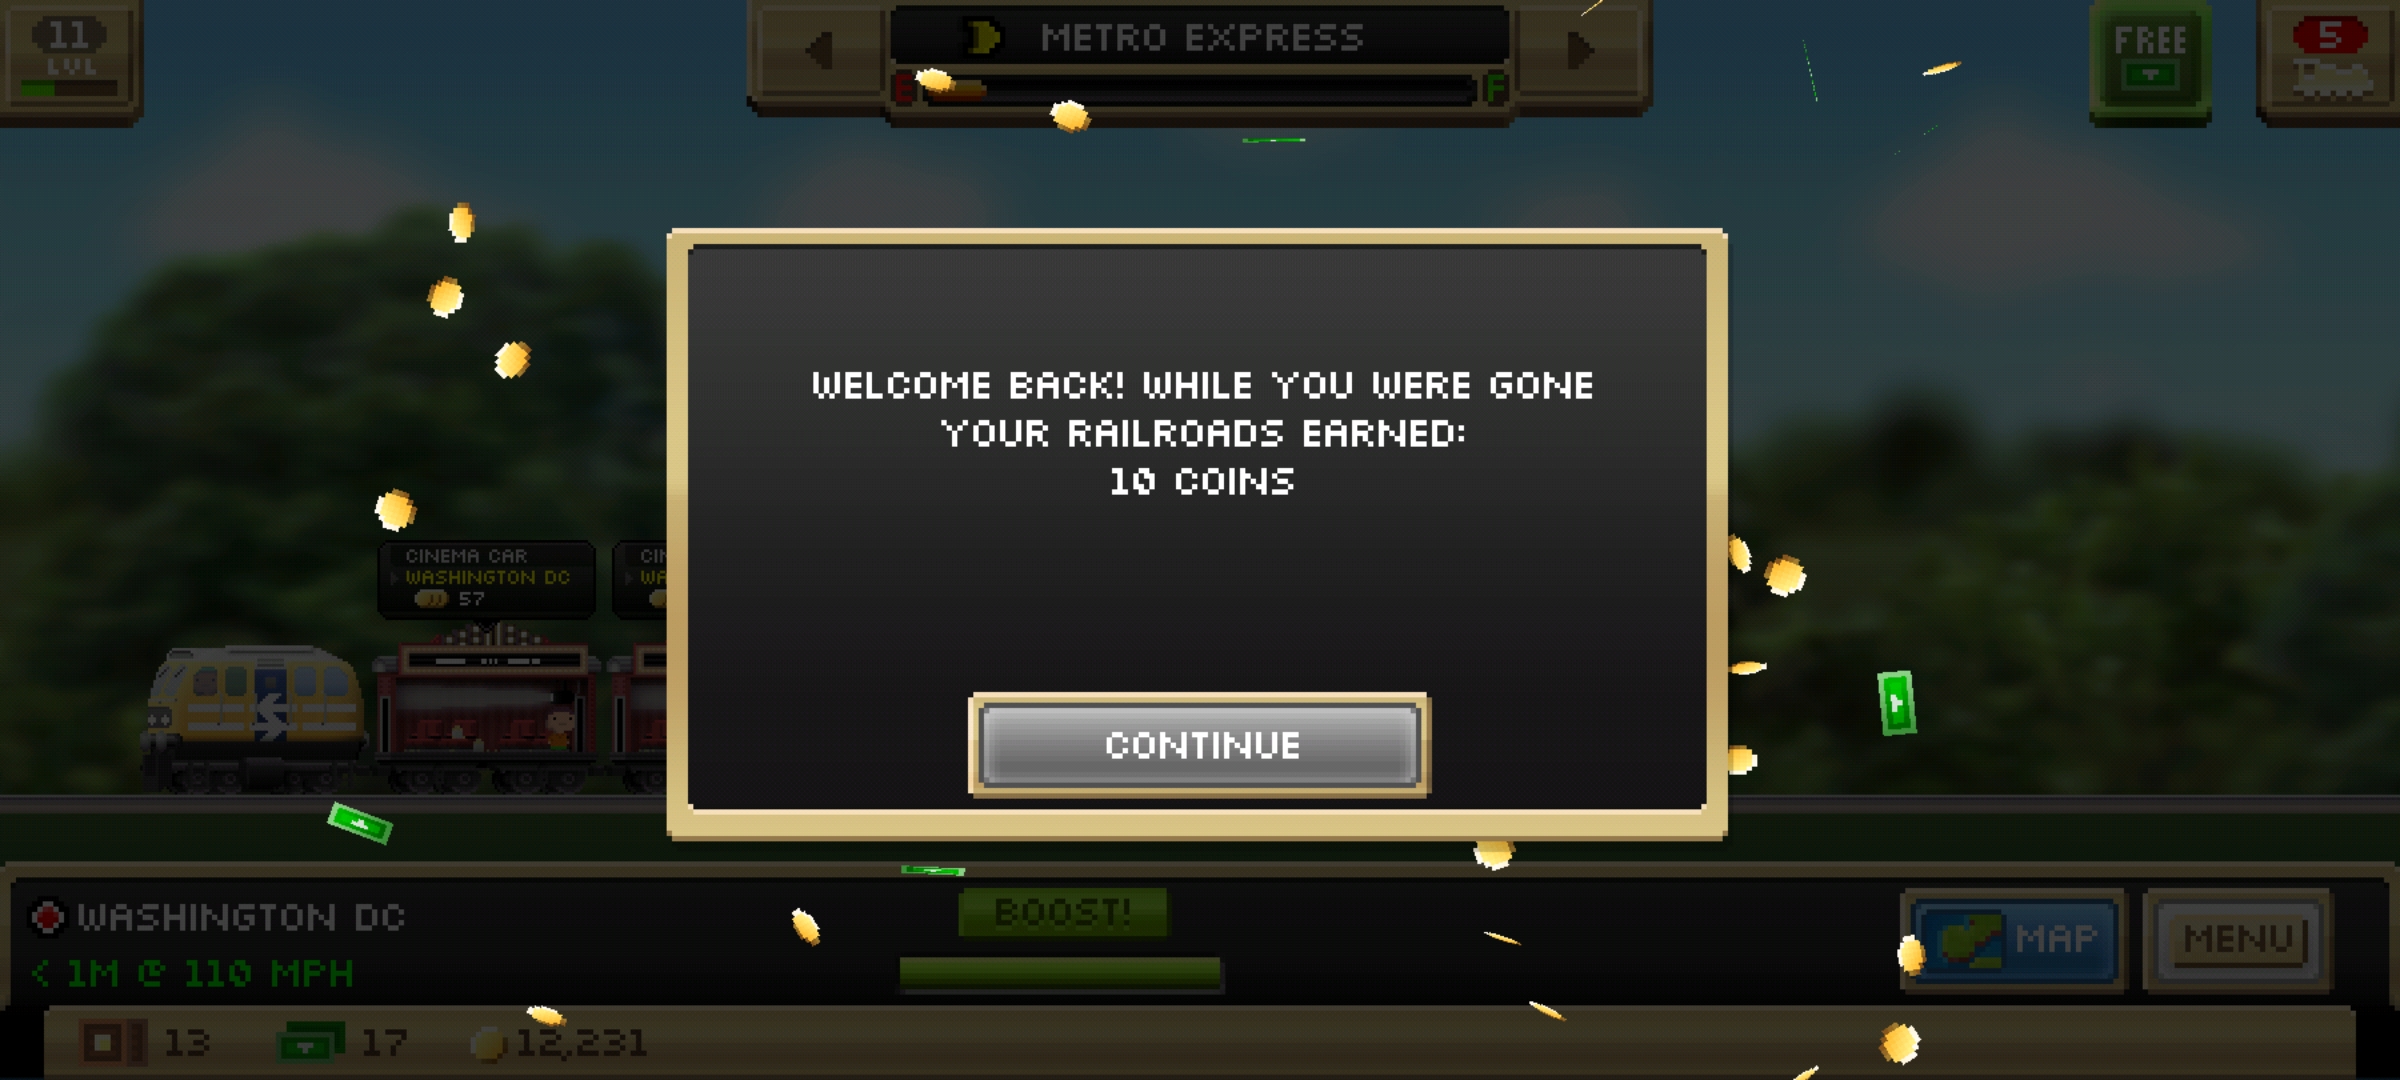 11
LVL
METRO EXPRESS
E
F
FREE
5
WELCOME BACK! WHILE YOU WERE GONE
YOUR RAILROADS EARNED:
10 COINS
CINEMA CAR
WASHINGTON DC
57
CONTINUE
WASHINGTON DC
< 1M @ 110 MPH
BOOST!
MAP
MENU
13
17
12,231